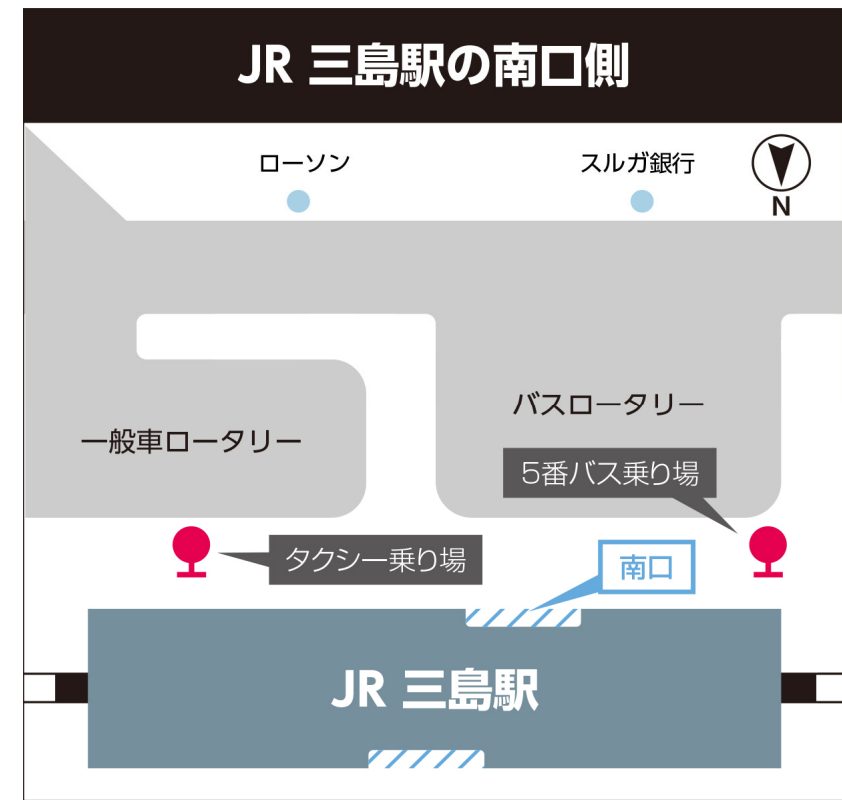 JR 三島駅の南口側
ローソン
スルガ銀行
N
バスロータリー
一般車ロータリー
5番バス乗り場
タクシー乗り場
南口
JR 三島駅